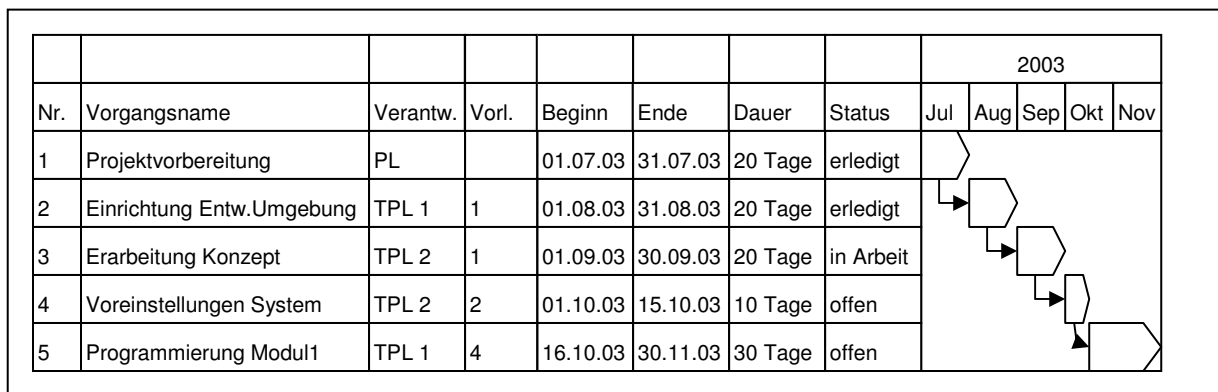 2003
Nr. Vorgangsname Verantw. Vorl. Beginn Ende Dauer Status Jul Aug Sep Okt Nov
1 Projektvorbereitung PL 01.07.03 31.07.03 20 Tage erledigt
2 Einrichtung Entw.Umgebung TPL 1 1 01.08.03 31.08.03 20 Tage erledigt
3 Erarbeitung Konzept TPL 2 1 01.09.03 30.09.03 20 Tage in Arbeit
4 Voreinstellungen System TPL 2 2 01.10.03 15.10.03 10 Tage offen
5 Programmierung Modul1 TPL 1 4 16.10.03 30.11.03 30 Tage offen